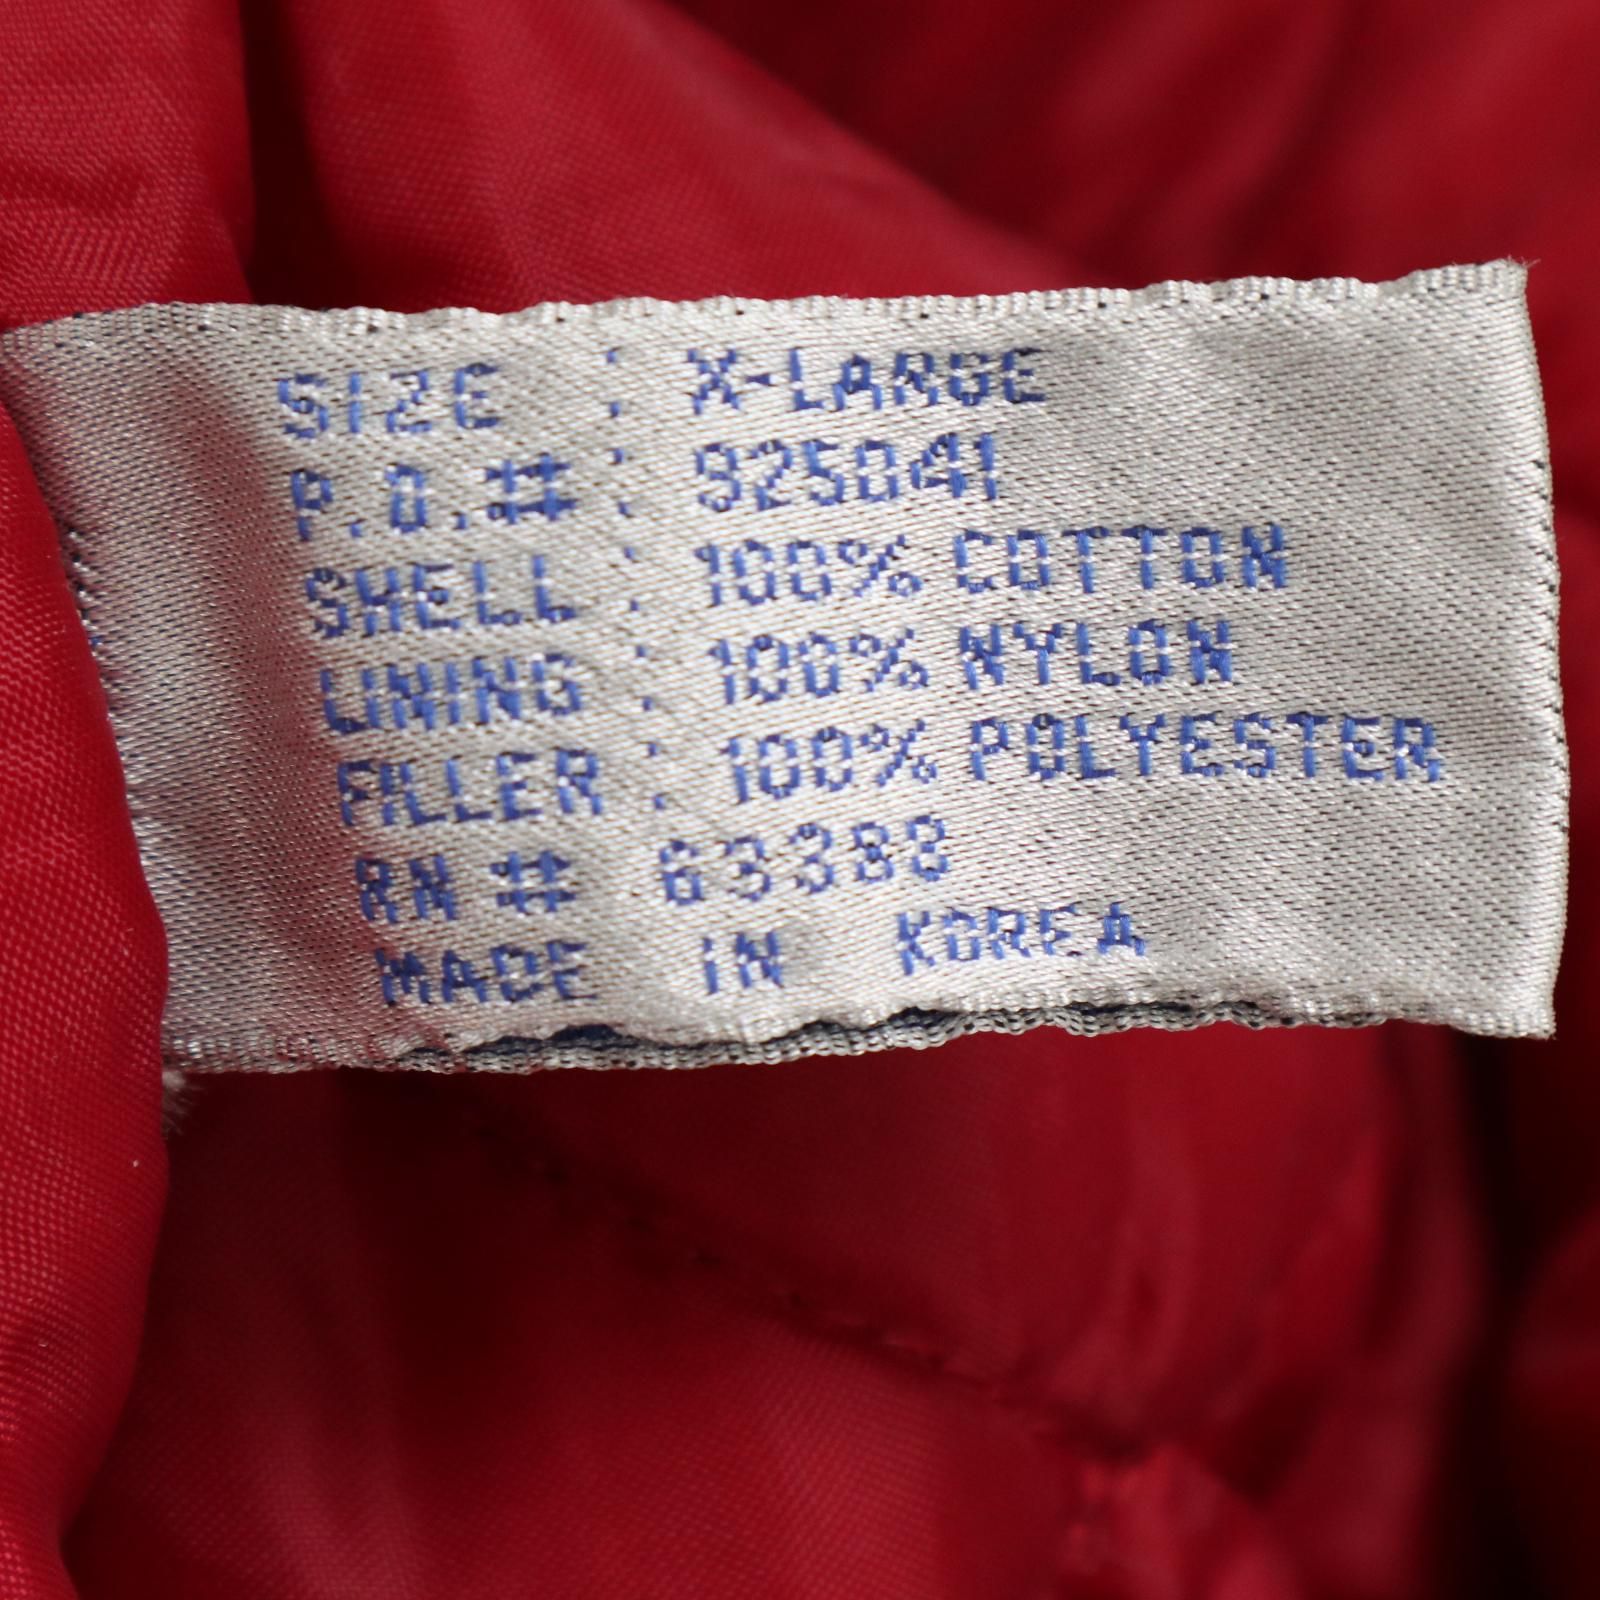 SIZE : X-LARGE
P.O.# : 925041
SHELL : 100% COTTON
LINING : 100% NYLON
FILLER : 100% POLYESTER
RN # 63388
MADE IN KOREA